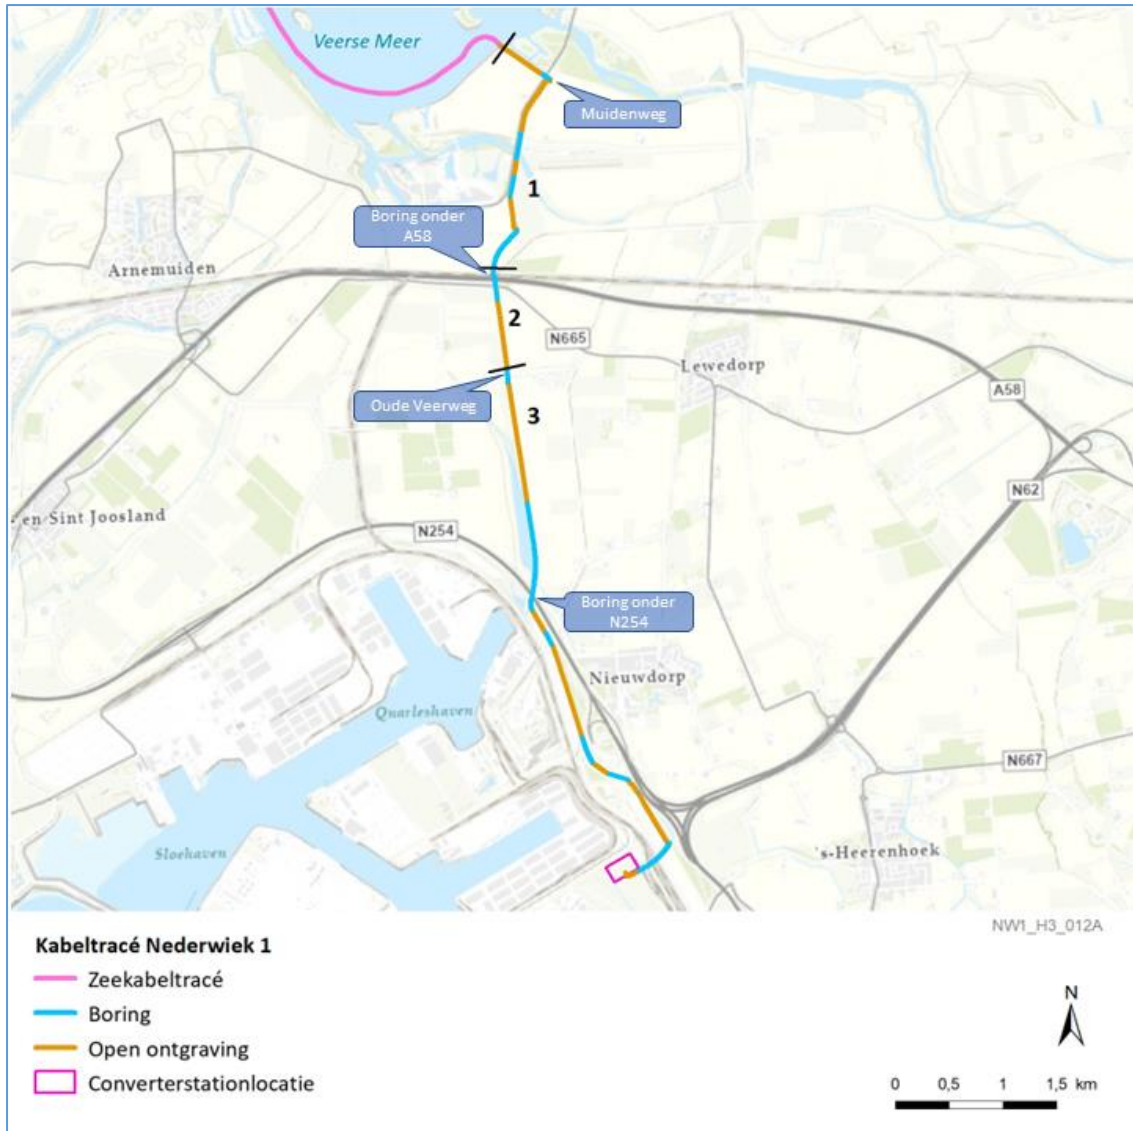 Veerse Meer
Muidenweg
1
Boring onder
A58
Arnemuiden
2
N665
Lewedorp
A58
Oude Veerweg
3
N62
en Sint Joosland
N254
Boring onder
N254
Nieuwdorp
Quarleshaven
N667
Sloehaven
's-Heerenhoek
NW1_H3_012A
Kabeltracé Nederwiek 1
Zeekabeltracé
Boring
Open ontgraving
Converterstationlocatie
N
0 0,5 1 1,5 km